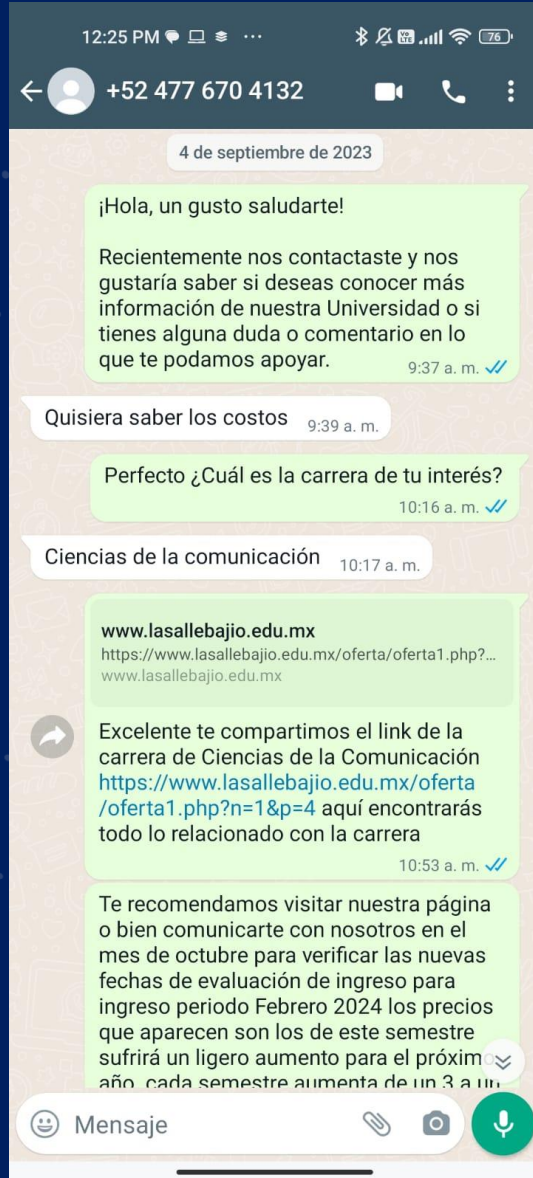 12:25 PM
76
+52 477 670 4132
4 de septiembre de 2023
¡Hola, un gusto saludarte!
Recientemente nos contactaste y nos
gustaría saber si deseas conocer más
información de nuestra Universidad o si
tienes alguna duda o comentario en lo
que te podamos apoyar.
9:37 a. m.
Quisiera saber los costos
9:39 a. m.
Perfecto ¿Cuál es la carrera de tu interés?
10:16 a. m.
Ciencias de la comunicación
10:17 a. m.
www.lasallebajio.edu.mx
https://www.lasallebajio.edu.mx/oferta/oferta1.php?...
www.lasallebajio.edu.mx
Excelente te compartimos el link de la
carrera de Ciencias de la Comunicación
https://www.lasallebajio.edu.mx/oferta
/oferta1.php?n=1&p=4 aquí encontrarás
todo lo relacionado con la carrera
10:53 a. m.
Te recomendamos visitar nuestra página
o bien comunicarte con nosotros en el
mes de octubre para verificar las nuevas
fechas de evaluación de ingreso para
ingreso periodo Febrero 2024 los precios
que aparecen son los de este semestre
sufrirá un ligero aumento para el próximo
año, cada semestre aumenta de un 3 a un
Mensaje